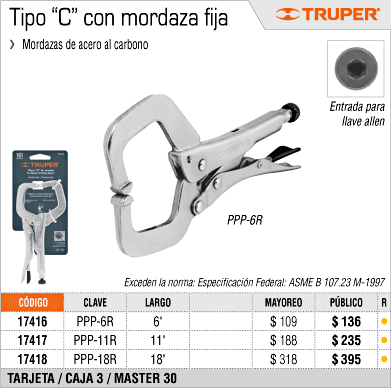 Tipo “C” con mordaza fija
TRUPER®
❯ Mordazas de acero al carbono
Entrada para
llave allen
TRUPER
TRUPER
PPP-6R
Exceden la norma: Especificación Federal: ASME B 107.23 M-1997
CÓDIGO CLAVE LARGO MAYOREO PÚBLICO R
17416 PPP-6R 6' $ 109 $ 136 ●
17417 PPP-11R 11' $ 188 $ 235 ●
17418 PPP-18R 18' $ 318 $ 395 ●
TARJETA / CAJA 3 / MASTER 30